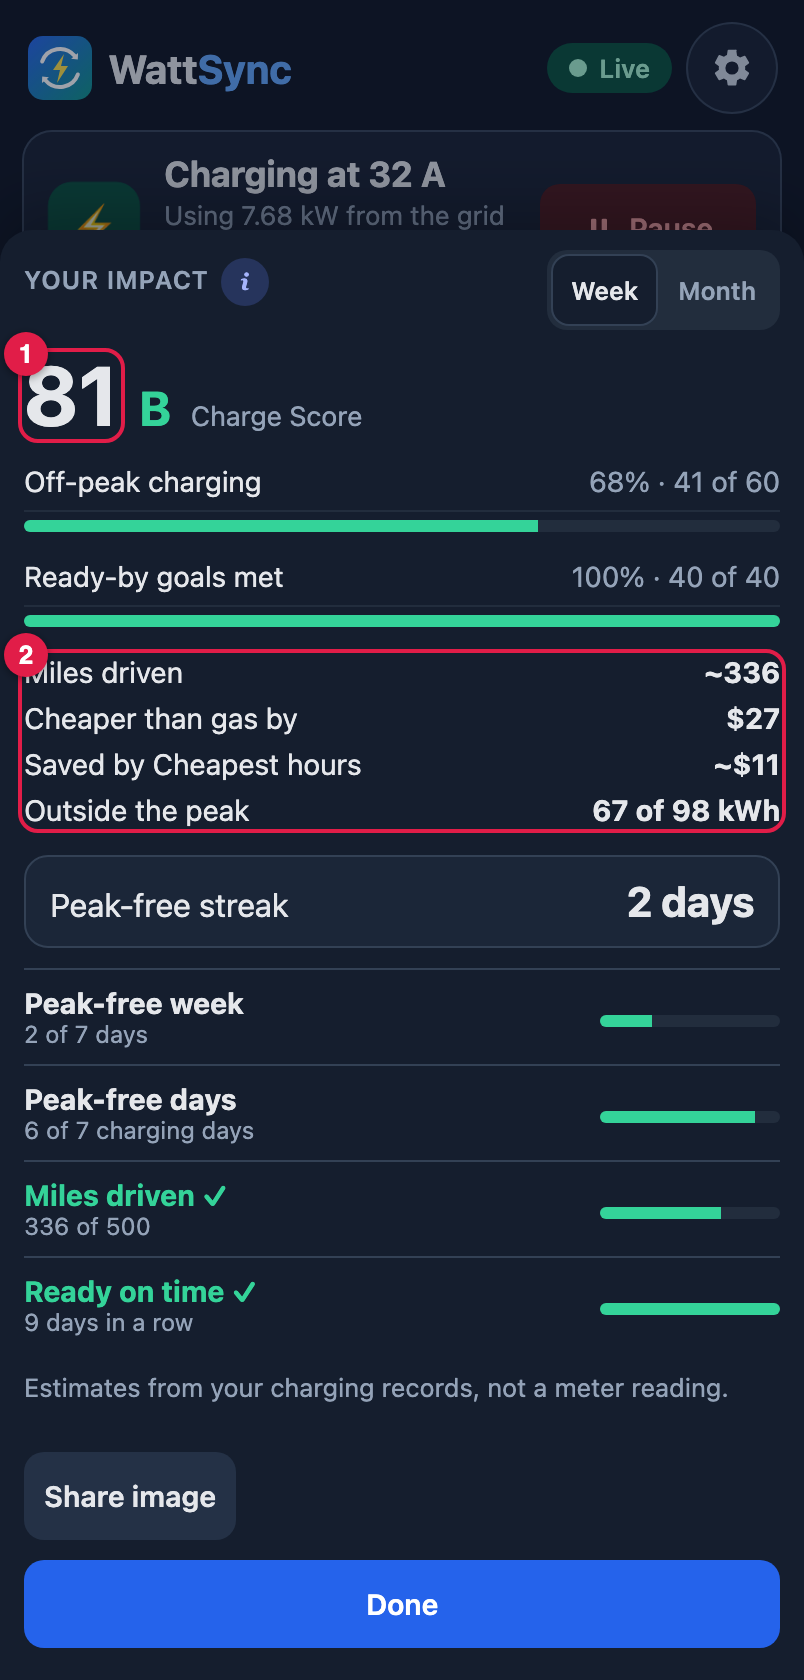 WattSync
Live
Charging at 32 A
Using 7.68 kW from the grid
Pause
YOUR IMPACT
i
Week
Month
1
81 B Charge Score
Off-peak charging 68% · 41 of 60
Ready-by goals met 100% · 40 of 40
2
Miles driven ~336
Cheaper than gas by $27
Saved by Cheapest hours ~$11
Outside the peak 67 of 98 kWh
Peak-free streak 2 days
Peak-free week
2 of 7 days
Peak-free days
6 of 7 charging days
Miles driven ✓
336 of 500
Ready on time ✓
9 days in a row
Estimates from your charging records, not a meter reading.
Share image
Done